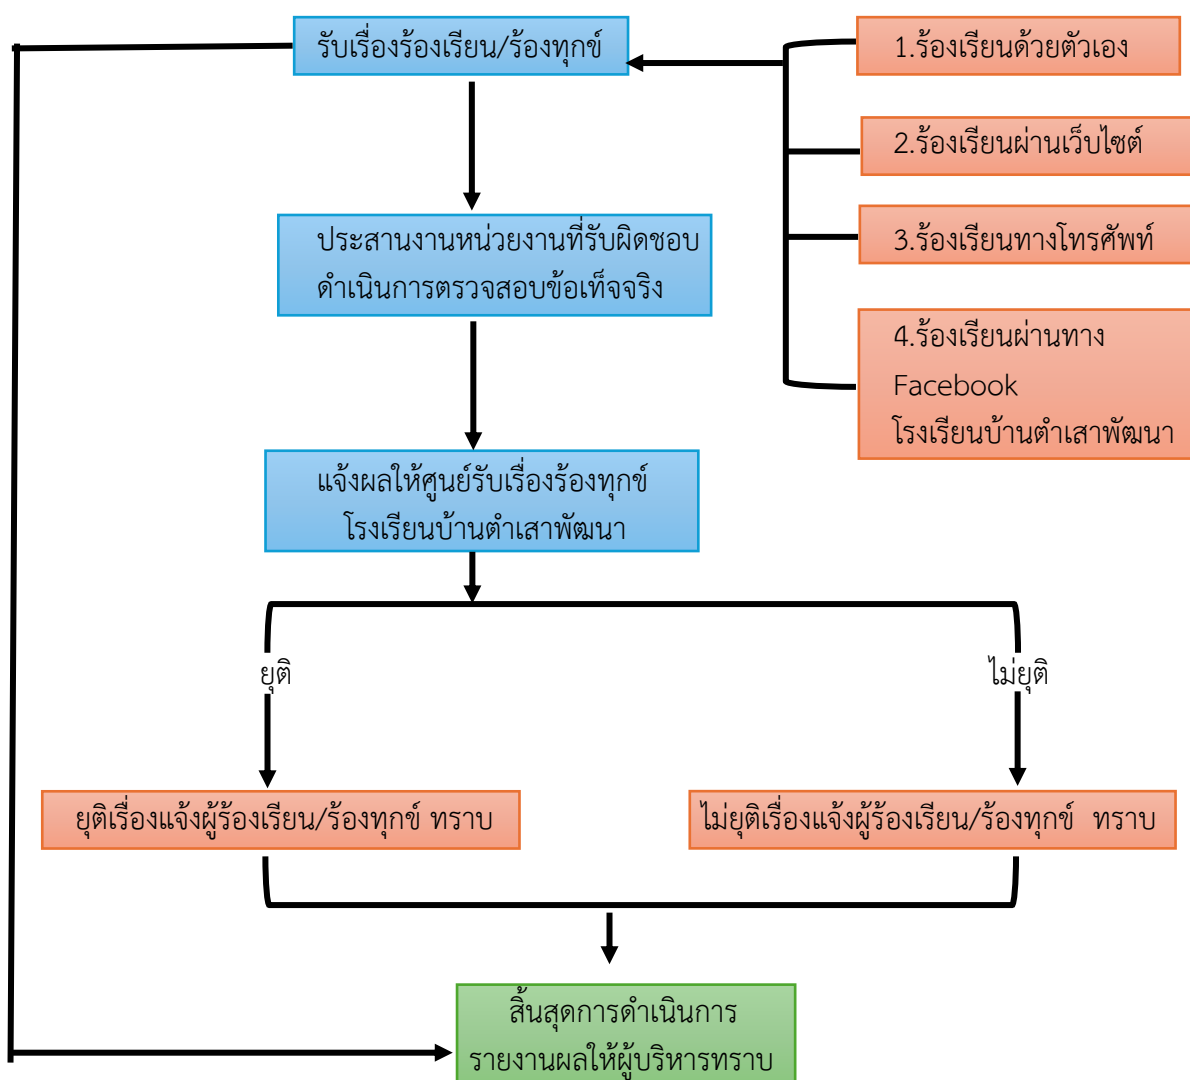 รับเรื่องร้องเรียน/ร้องทุกข์
1.ร้องเรียนด้วยตัวเอง
2.ร้องเรียนผ่านเว็บไซต์
3.ร้องเรียนทางโทรศัพท์
4.ร้องเรียนผ่านทาง
Facebook
โรงเรียนบ้านตำเสาพัฒนา
ประสานงานหน่วยงานที่รับผิดชอบ
ดำเนินการตรวจสอบข้อเท็จจริง
แจ้งผลให้ศูนย์รับเรื่องร้องทุกข์
โรงเรียนบ้านตำเสาพัฒนา
ยุติ
ไม่ยุติ
ยุติเรื่องแจ้งผู้ร้องเรียน/ร้องทุกข์ ทราบ
ไม่ยุติเรื่องแจ้งผู้ร้องเรียน/ร้องทุกข์ ทราบ
สิ้นสุดการดำเนินการ
รายงานผลให้ผู้บริหารทราบ